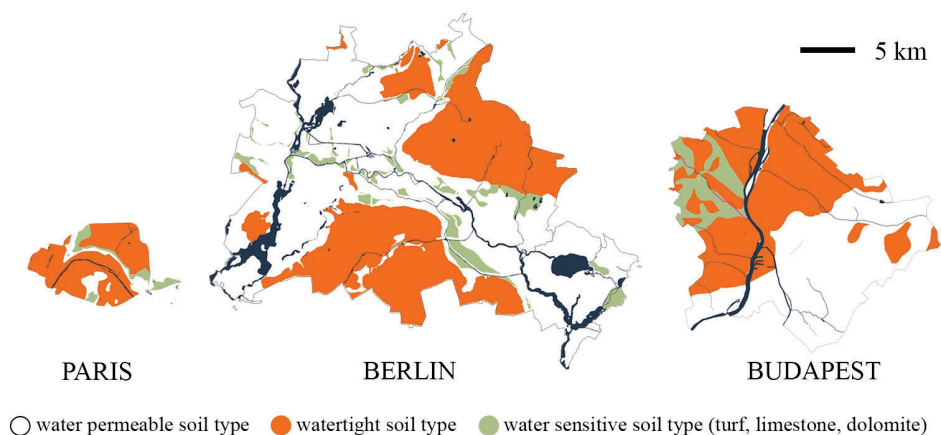 5 km
PARIS
BERLIN
BUDAPEST
water permeable soil type
watertight soil type
water sensitive soil type (turf, limestone, dolomite)